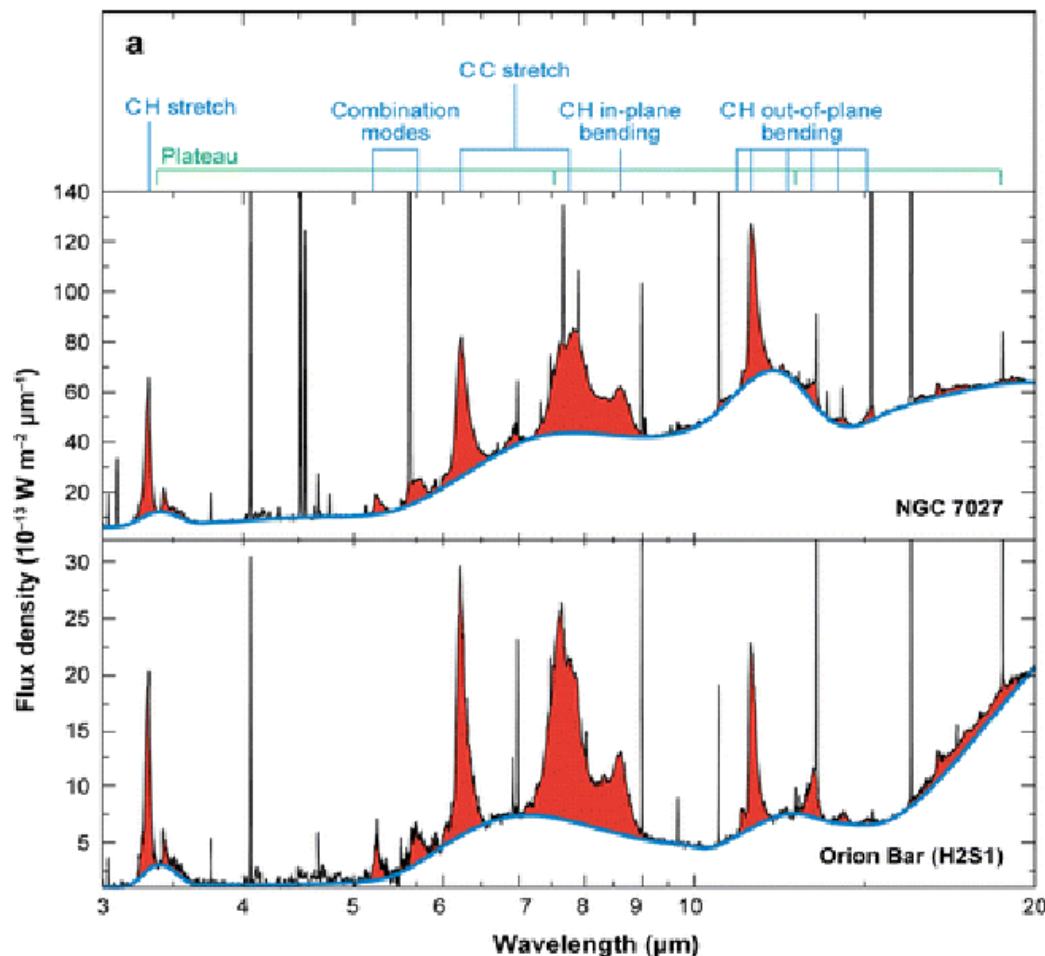 a
CC stretch
CH stretch
Combination modes
CH in-plane bending
CH out-of-plane bending
Plateau
140
120
100
80
60
40
20
NGC 7027
30
25
20
15
10
5
Orion Bar (H2S1)
Flux density (10⁻¹³ W m⁻² μm⁻¹)
3 4 5 6 7 8 9 10 20
Wavelength (μm)